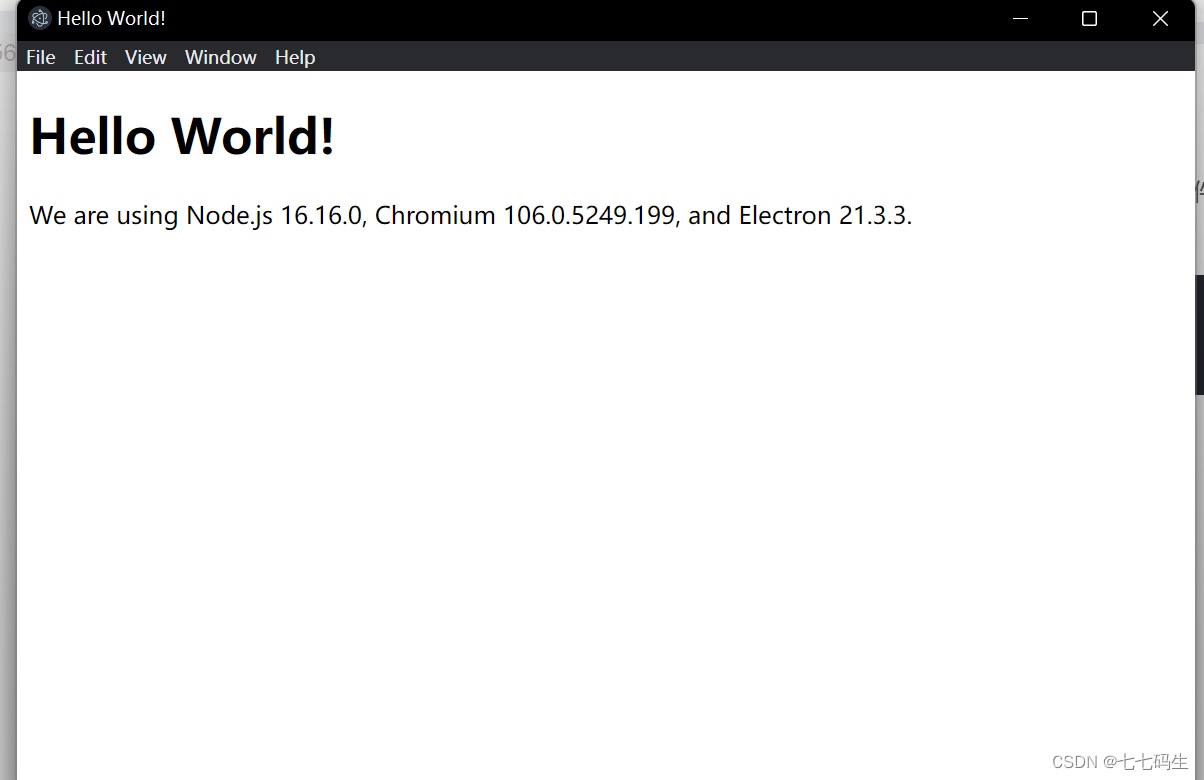 Hello World!
File Edit View Window Help
Hello World!
We are using Node.js 16.16.0, Chromium 106.0.5249.199, and Electron 21.3.3.
CSDN @七七码生